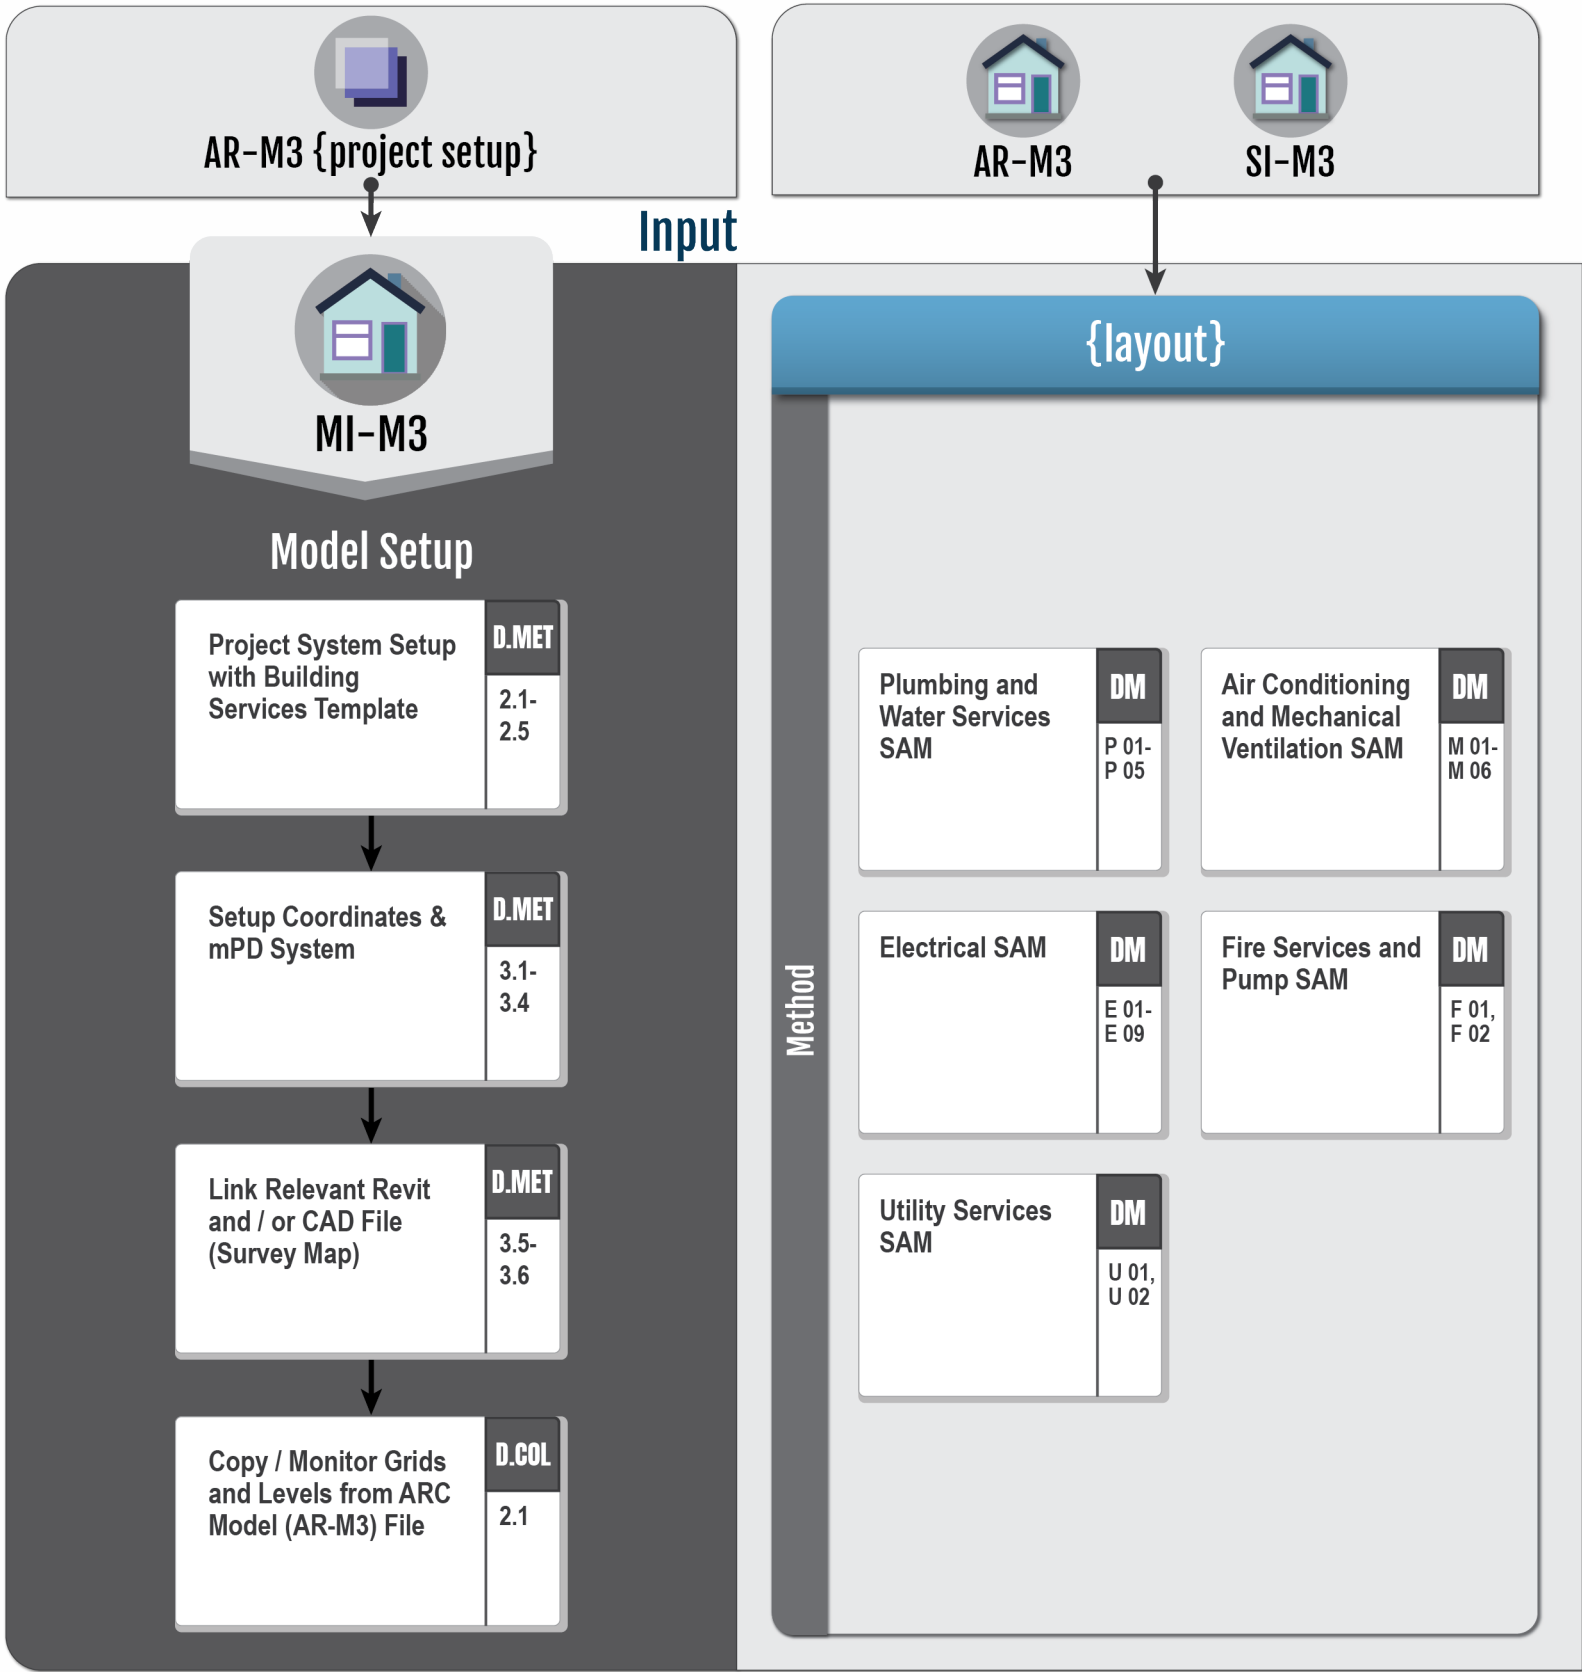 AR-M3 {project setup}
AR-M3
SI-M3
Input
MI-M3
{layout}
Model Setup
Project System Setup
with Building
Services Template
D.MET
2.1-
2.5
Setup Coordinates &
mPD System
D.MET
3.1-
3.4
Link Relevant Revit
and / or CAD File
(Survey Map)
D.MET
3.5-
3.6
Copy / Monitor Grids
and Levels from ARC
Model (AR-M3) File
D.COL
2.1
Method
Plumbing and
Water Services
SAM
DM
P 01-
P 05
Air Conditioning
and Mechanical
Ventilation SAM
DM
M 01-
M 06
Electrical SAM
DM
E 01-
E 09
Fire Services and
Pump SAM
DM
F 01,
F 02
Utility Services
SAM
DM
U 01,
U 02